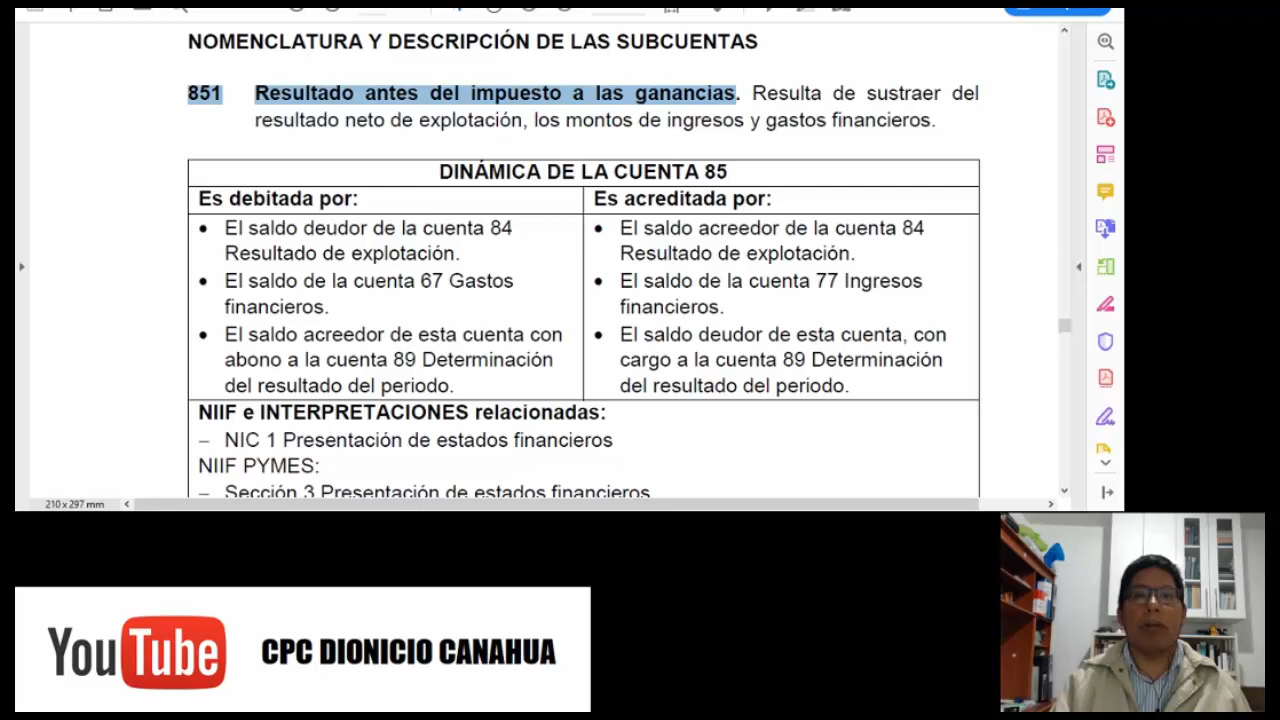 NOMENCLATURA Y DESCRIPCIÓN DE LAS SUBCUENTAS
851 Resultado antes del impuesto a las ganancias. Resulta de sustraer del
resultado neto de explotación, los montos de ingresos y gastos financieros.
DINÁMICA DE LA CUENTA 85
Es debitada por:
• El saldo deudor de la cuenta 84
Resultado de explotación.
• El saldo de la cuenta 67 Gastos
financieros.
• El saldo acreedor de esta cuenta con
abono a la cuenta 89 Determinación
del resultado del periodo.
Es acreditada por:
• El saldo acreedor de la cuenta 84
Resultado de explotación.
• El saldo de la cuenta 77 Ingresos
financieros.
• El saldo deudor de esta cuenta, con
cargo a la cuenta 89 Determinación
del resultado del periodo.
NIIF e INTERPRETACIONES relacionadas:
– NIC 1 Presentación de estados financieros
NIIF PYMES:
– Sección 3 Presentación de estados financieros
210 x 297 mm
YouTube CPC DIONICIO CANAHUA